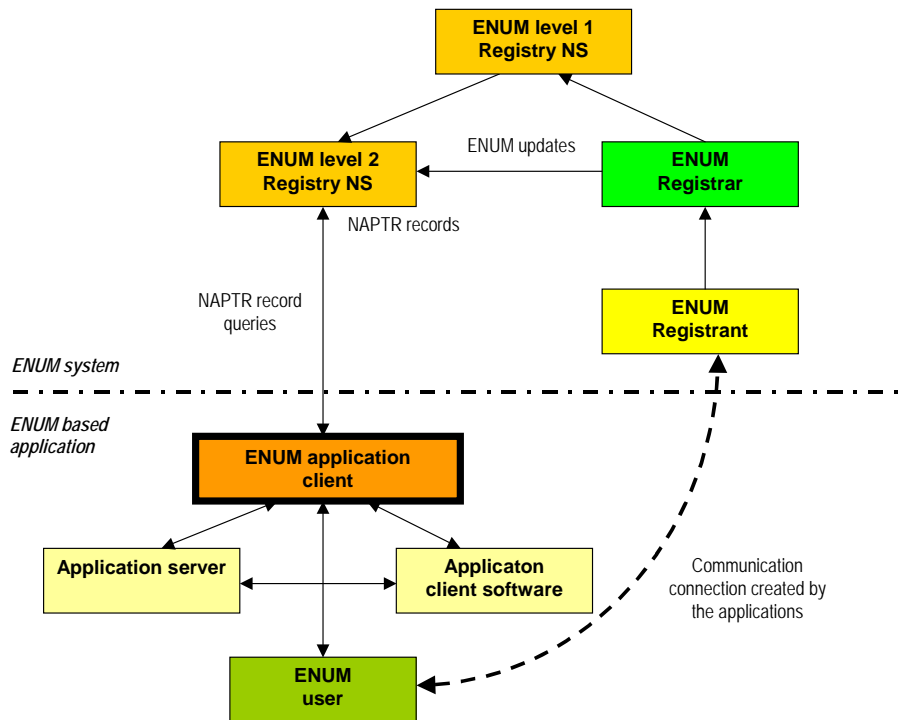 ENUM level 1
Registry NS
ENUM level 2
Registry NS
ENUM updates
ENUM
Registrar
NAPTR records
NAPTR record
queries
ENUM
Registrant
ENUM system
ENUM based
application
ENUM application
client
Application server
Applicaton
client software
Communication
connection created by
the applications
ENUM
user